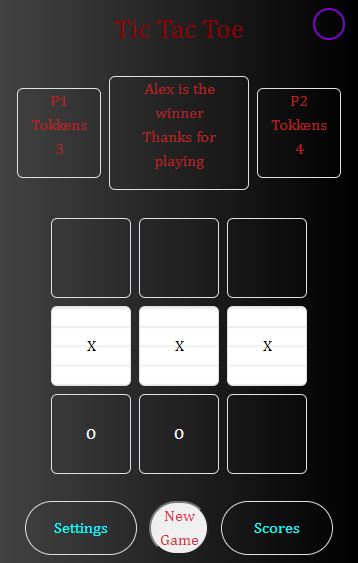 Tic Tac Toe
P1
Tokkens
3
Alex is the
winner
Thanks for
playing
P2
Tokkens
4
X X X
O O
Settings
New
Game
Scores